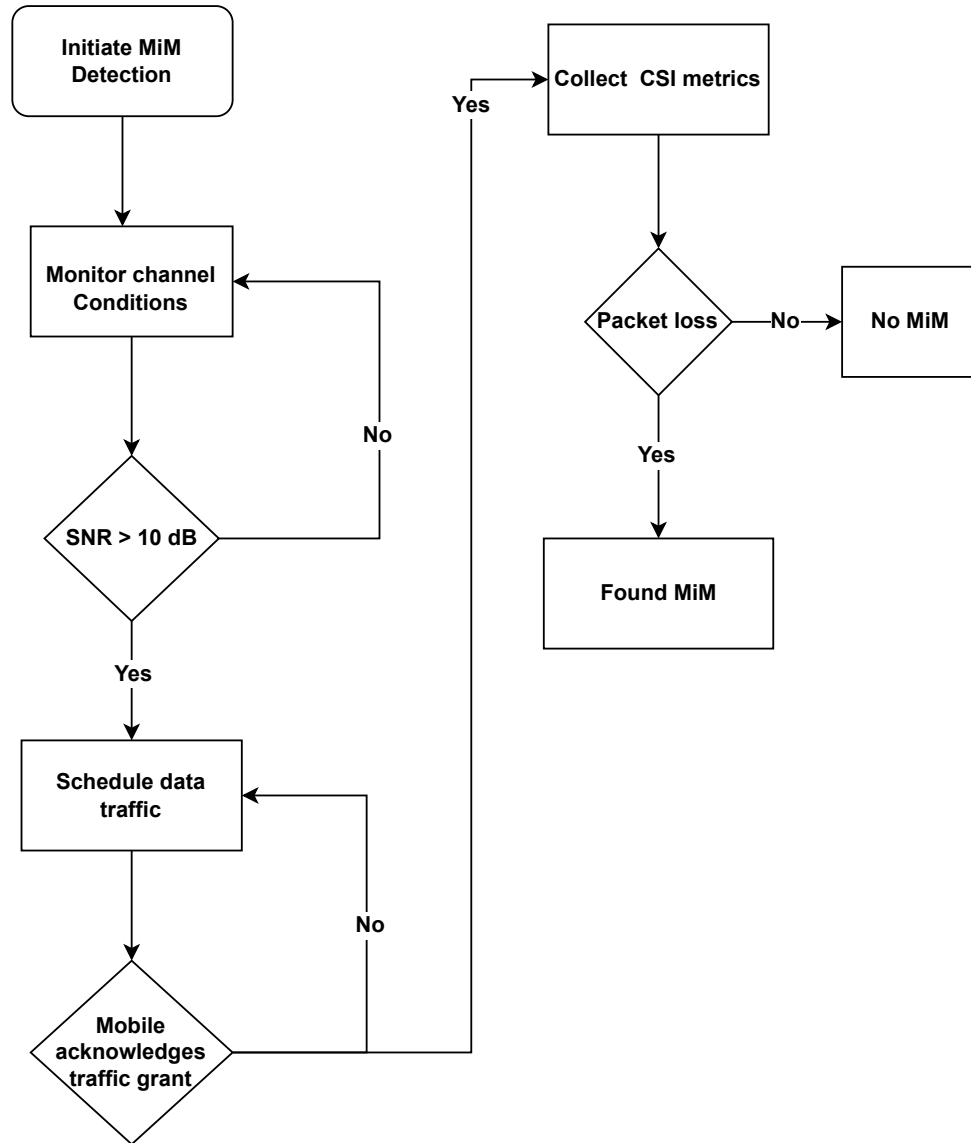 Initiate MiM
Detection
Monitor channel
Conditions
No
SNR > 10 dB
Yes
Schedule data
traffic
No
Mobile
acknowledges
traffic grant
Yes
Collect CSI metrics
Packet loss
No
No MiM
Yes
Found MiM